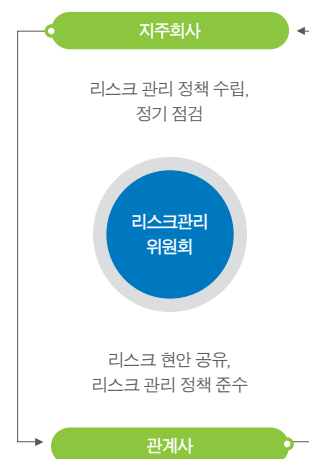 지주회사
리스크 관리 정책 수립,
정기 점검
리스크관리
위원회
리스크 현안 공유,
리스크 관리 정책 준수
관계사